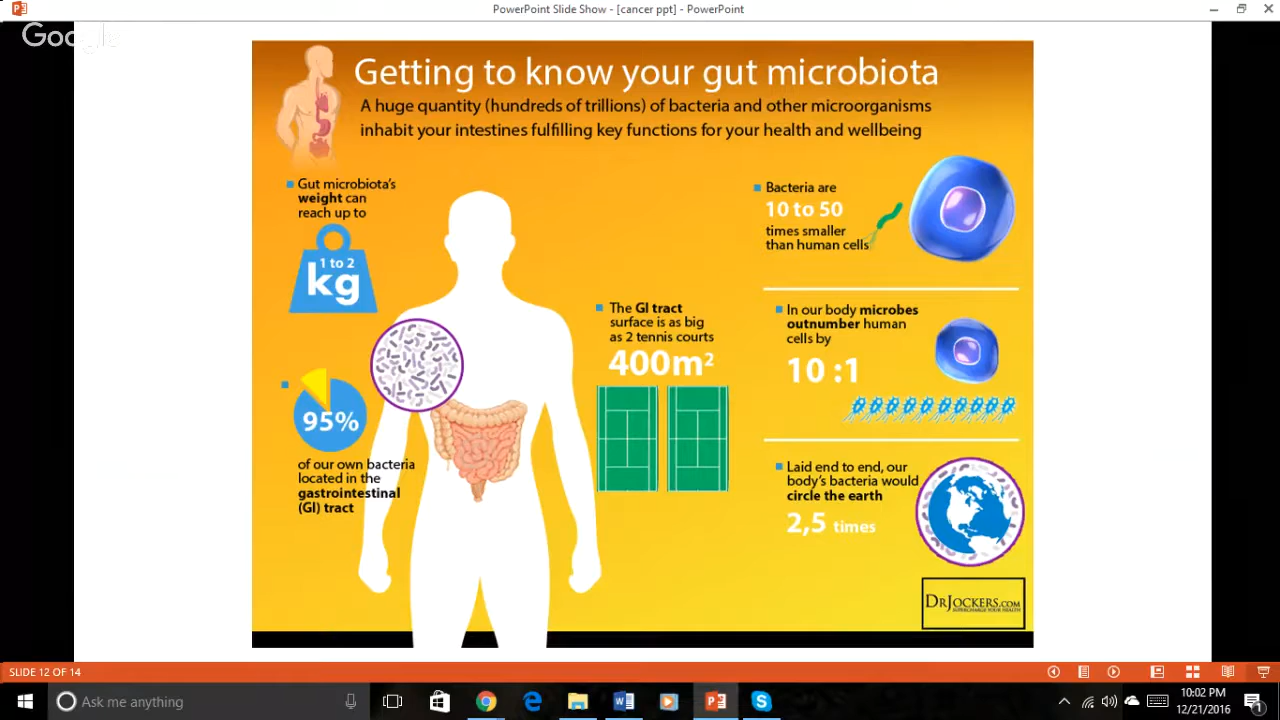 PowerPoint Slide Show - [cancer ppt] - PowerPoint
Google
Getting to know your gut microbiota
A huge quantity (hundreds of trillions) of bacteria and other microorganisms
inhabit your intestines fulfilling key functions for your health and wellbeing
Gut microbiota's
weight can
reach up to
1 to 2
kg
95%
of our own bacteria
located in the
gastrointestinal
(GI) tract
The GI tract
surface is as big
as 2 tennis courts
400m²
Bacteria are
10 to 50
times smaller
than human cells
In our body microbes
outnumber human
cells by
10 :1
Laid end to end, our
body's bacteria would
circle the earth
2,5 times
DRJOCKERS.COM
SUPERCHARGE YOUR HEALTH
SLIDE 12 OF 14
Ask me anything
10:02 PM
12/21/2016
1